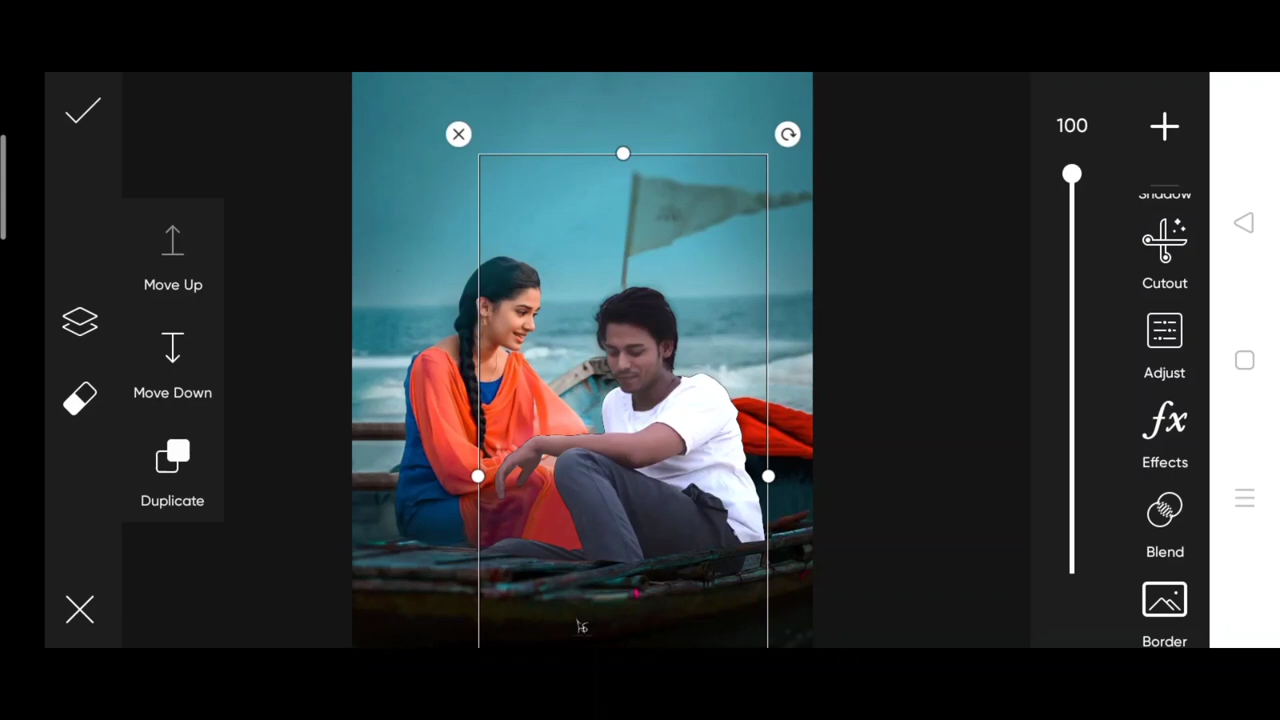 100
Shadow
Move Up
Cutout
Move Down
Adjust
fx
Effects
Duplicate
Blend
Border